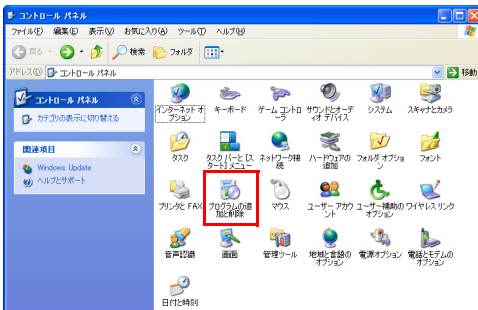 コントロール パネル
ファイル(F) 編集(E) 表示(V) お気に入り(A) ツール(T) ヘルプ(H)
戻る 検索 フォルダ
アドレス(D) コントロール パネル 移動
コントロール パネル
カテゴリの表示に切り替える
関連項目
Windows Update
ヘルプとサポート
インターネット オプション
キーボード
ゲーム コントローラ
サウンドとオーディオ デバイス
システム
スキャナとカメラ
タスク
タスク バーと [スタート] メニュー
ネットワーク接続
ハードウェアの追加
フォルダ オプション
フォント
プリンタと FAX
プログラムの追加と削除
マウス
ユーザー アカウント
ユーザー補助のオプション
ワイヤレス リンク
音声認識
画面
管理ツール
地域と言語のオプション
電源オプション
電話とモデムのオプション
日付と時刻